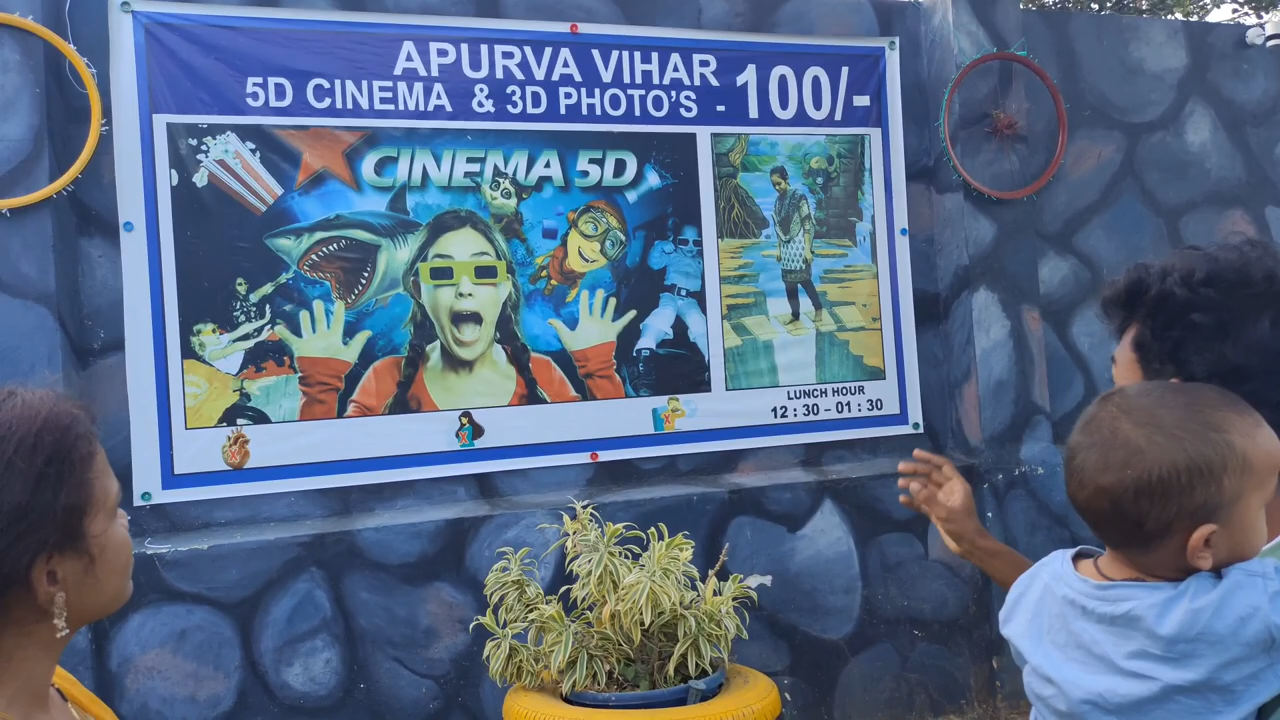 APURVA VIHAR
5D CINEMA & 3D PHOTO'S - 100/-
CINEMA 5D
LUNCH HOUR
12 : 30 - 01 : 30